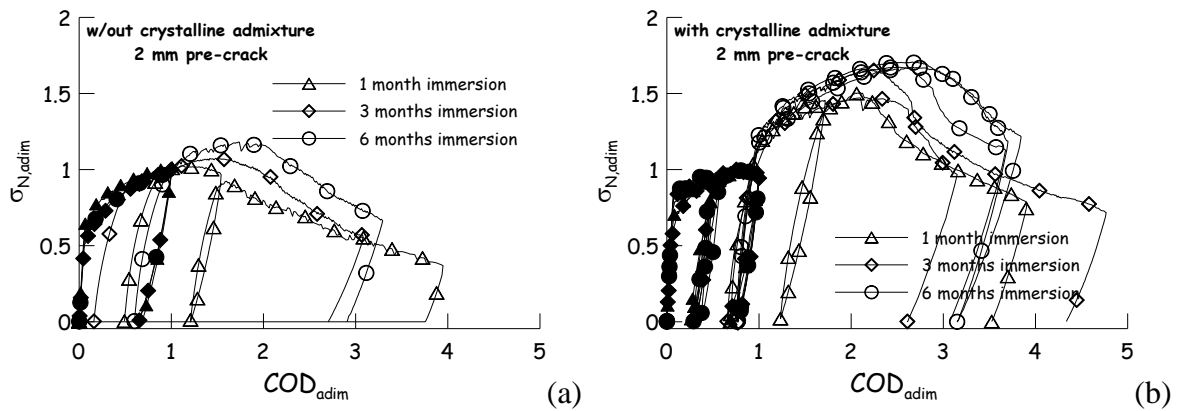 2
w/out crystalline admixture
2 mm pre-crack
1.5
1 month immersion
3 months immersion
6 months immersion
1
σN,adim
0.5
0
0 1 2 3 4 5
CODadim
(a)
2
with crystalline admixture
2 mm pre-crack
1.5
1
σN,adim
0.5
1 month immersion
3 months immersion
6 months immersion
0
0 1 2 3 4 5
CODadim
(b)